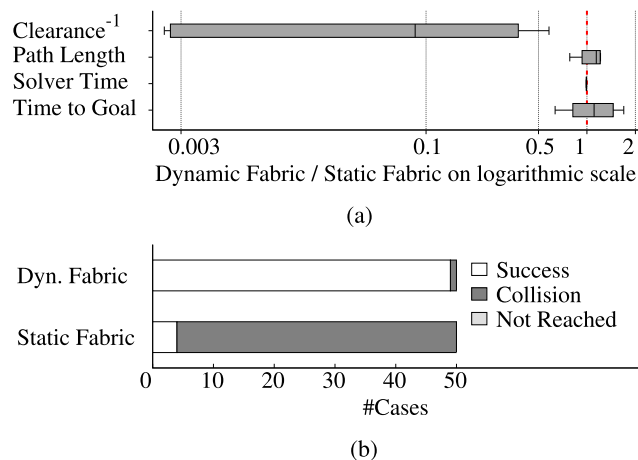 Clearance-1
Path Length
Solver Time
Time to Goal
0.003 0.1 0.5 1 2
Dynamic Fabric / Static Fabric on logarithmic scale
(a)
Dyn. Fabric
Static Fabric
Success
Collision
Not Reached
0 10 20 30 40 50
#Cases
(b)